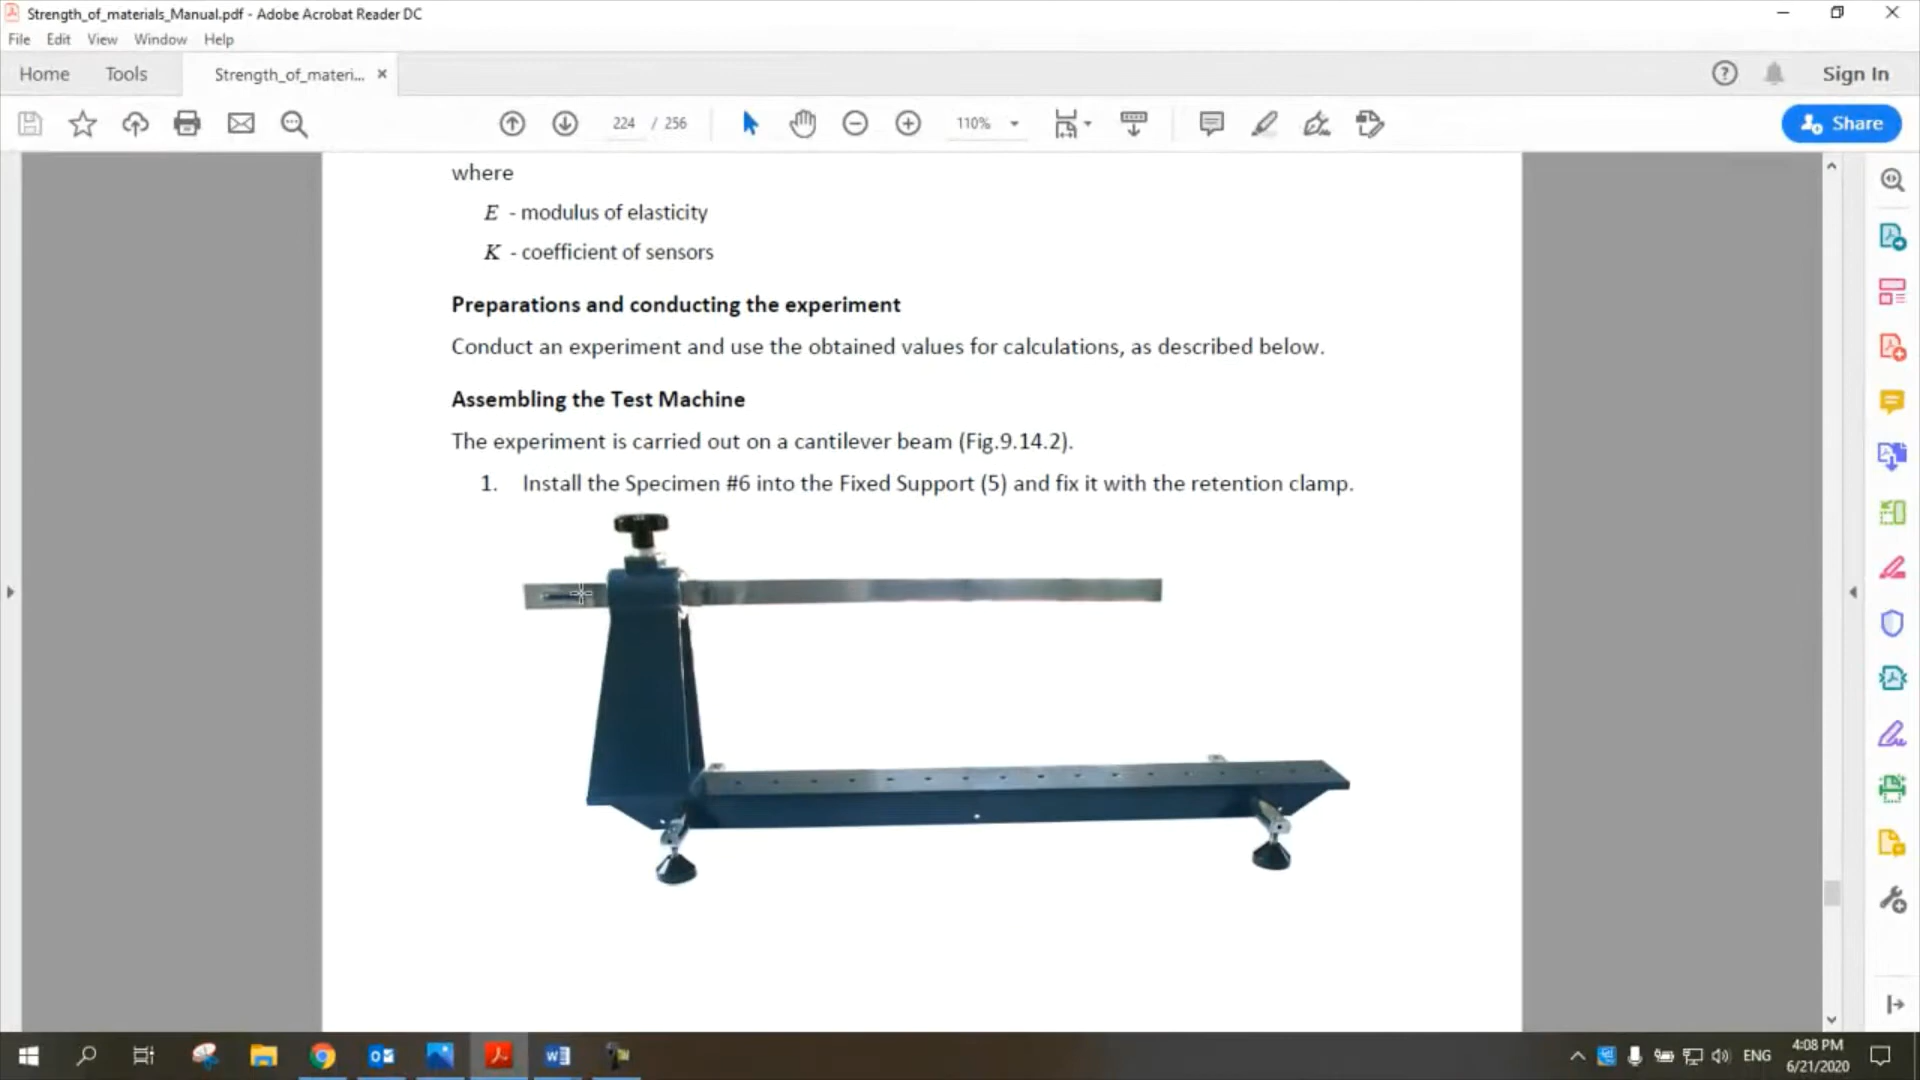 Strength_of_materials_Manual.pdf - Adobe Acrobat Reader DC
File Edit View Window Help
Home Tools Strength_of_materi... Sign In
224 / 256 110% Share
where
E - modulus of elasticity
K - coefficient of sensors
Preparations and conducting the experiment
Conduct an experiment and use the obtained values for calculations, as described below.
Assembling the Test Machine
The experiment is carried out on a cantilever beam (Fig.9.14.2).
1. Install the Specimen #6 into the Fixed Support (5) and fix it with the retention clamp.
ENG
4:08 PM
6/21/2020